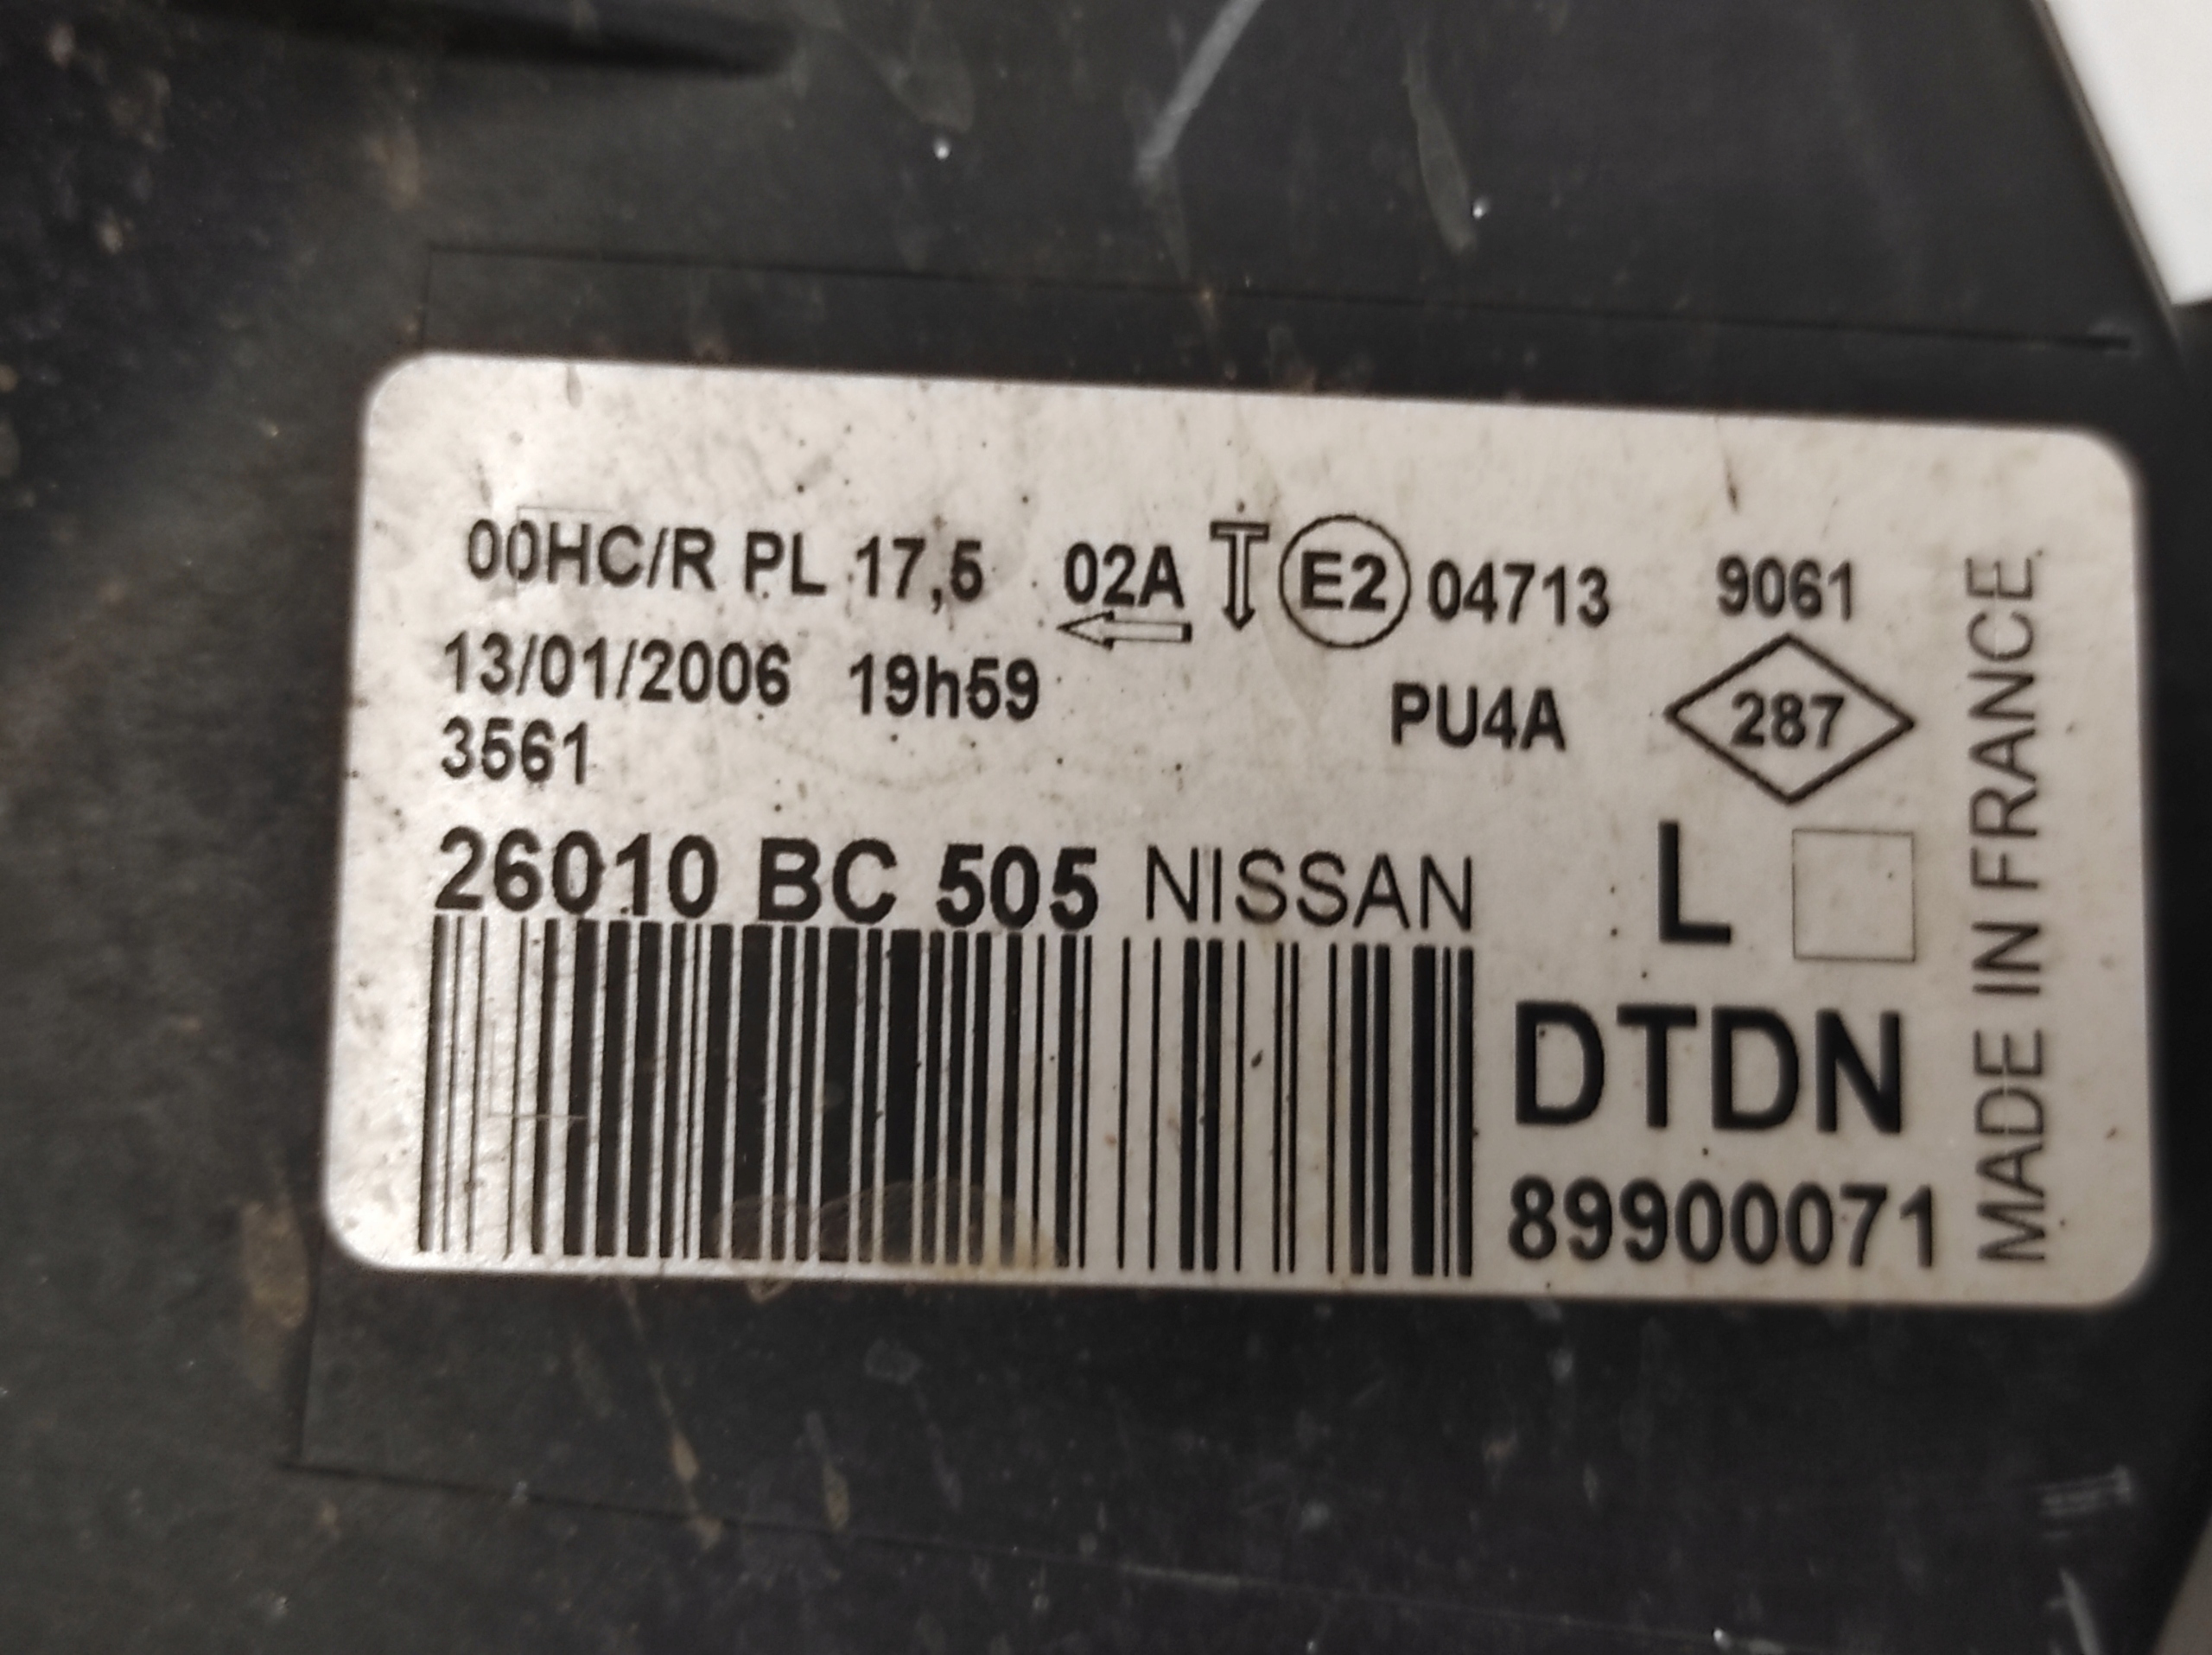 00HC/R PL 17,5 02A E2 04713 9061
13/01/2006 19h59 PU4A 287
3561
26010 BC 505 NISSAN L
DTDN
89900071
MADE IN FRANCE